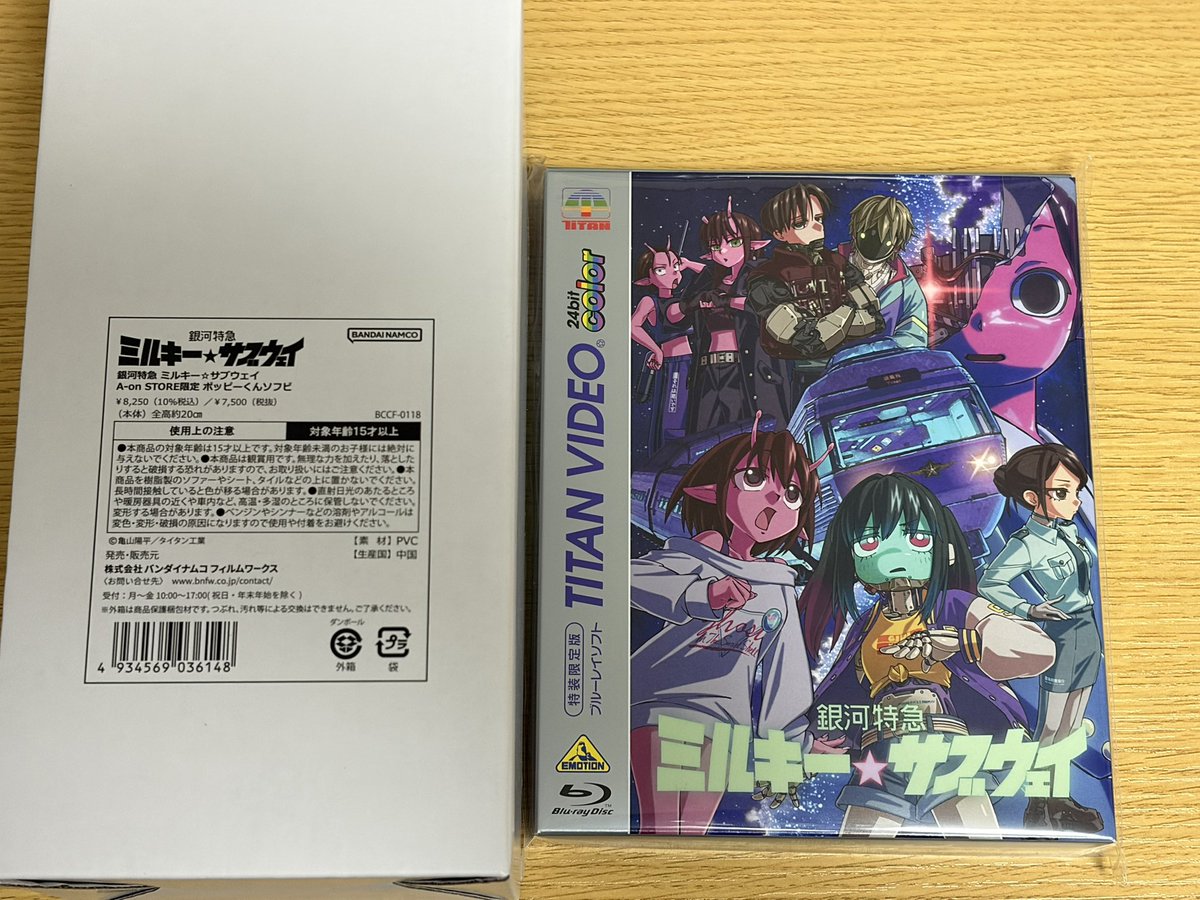 銀河特急
ミルキー☆サブウェイ
BANDAI NAMCO
銀河特急 ミルキー☆サブウェイ
A-on STORE限定 ポッピーくんソフビ
￥8,250（10%税込）／￥7,500（税抜）
（本体）全高約20㎝
BCCF-0118
使用上の注意
対象年齢15才以上
●本商品の対象年齢は15才以上です。対象年齢未満のお子様には絶対に
与えないでください。●本商品は観賞用です。無理な力を加えたり、落とし
たりすると破損する恐れがありますので、お取り扱いにはご注意ください。●本
商品を樹脂製のソファーやシート、タイルなどの上に置かないでください。
長時間接触していると色が移る場合があります。●直射日光のあたるところ
や暖房器具の近くや車内など、高温・多湿のところに保管しないでください。
変形する場合があります。●ベンジンやシンナーなどの溶剤やアルコールは
変色・変形・破損の原因になりますので使用や付着をお避けください。
©亀山陽平／タイタン工業
【素 材】PVC
発売・販売元
【生産国】中国
株式会社 バンダイナムコ フィルムワークス
〈お問い合せ先〉 www.bnfw.co.jp/contact/
受付：月〜金 10:00〜17:00（祝日・年末年始を除く）
※外箱は商品保護梱包材です。つぶれ、汚れ等による交換はできません。ご了承ください。
4 934569 036148
ダンボール
外箱
プラ
袋
TITAN
24bit color
TITAN VIDEO
特装限定版
ブルーレイソフト
EMOTION
Blu-ray Disc
銀河特急
ミルキー☆サブウェイ